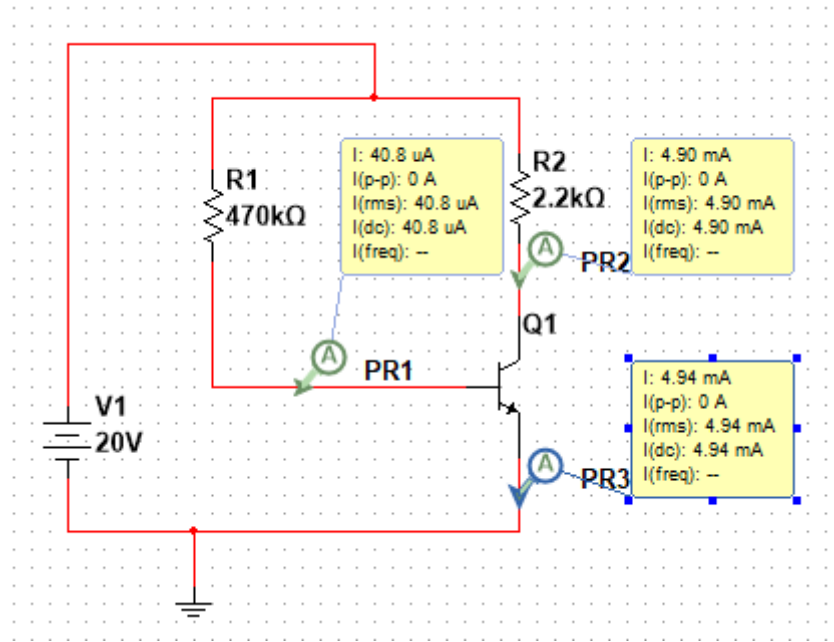 R1
470kΩ
I: 40.8 uA
I(p-p): 0 A
I(rms): 40.8 uA
I(dc): 40.8 uA
I(freq): --
R2
2.2kΩ
I: 4.90 mA
I(p-p): 0 A
I(rms): 4.90 mA
I(dc): 4.90 mA
I(freq): --
A
PR2
Q1
A
PR1
V1
20V
I: 4.94 mA
I(p-p): 0 A
I(rms): 4.94 mA
I(dc): 4.94 mA
I(freq): --
A
PR3